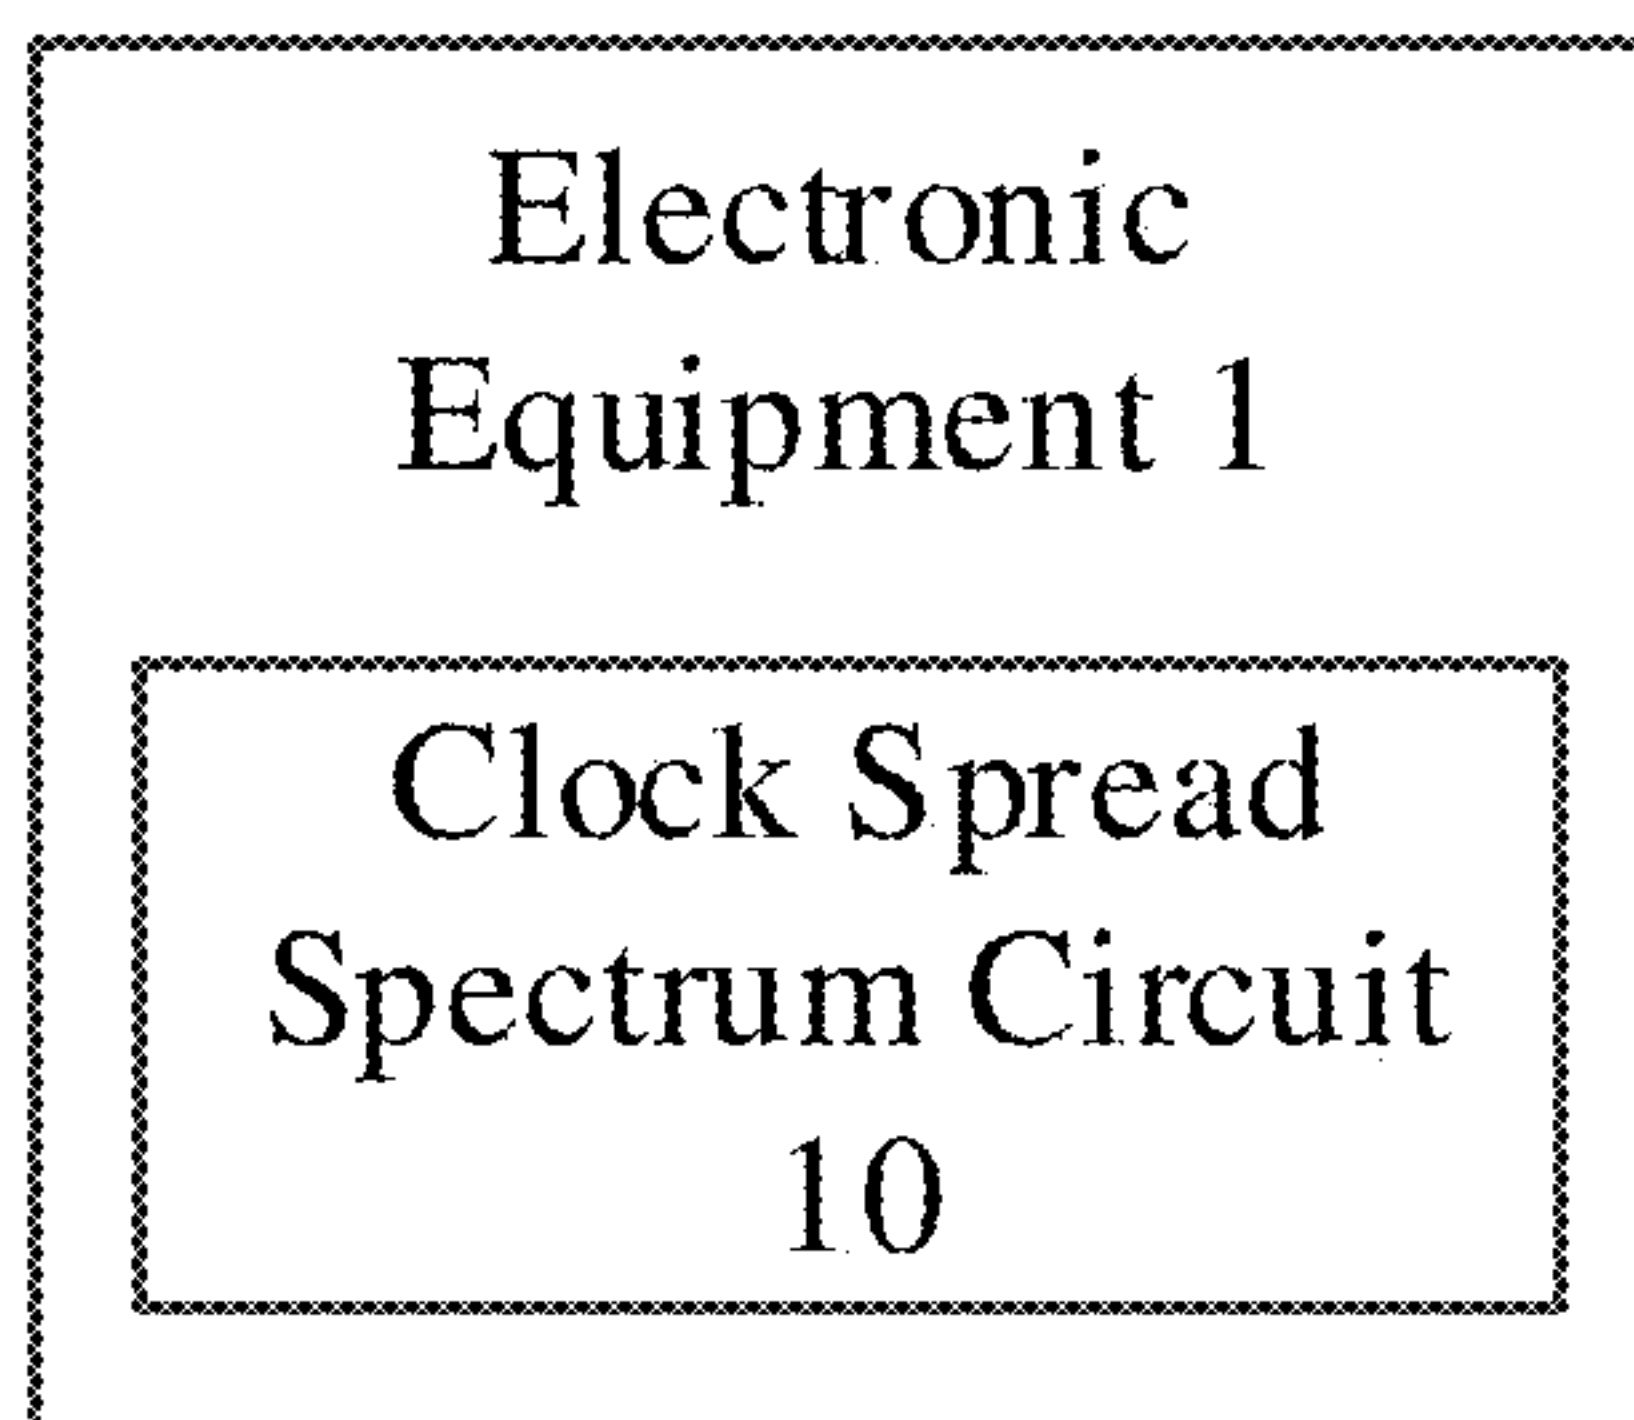 Electronic
Equipment 1
Clock Spread
Spectrum Circuit
10